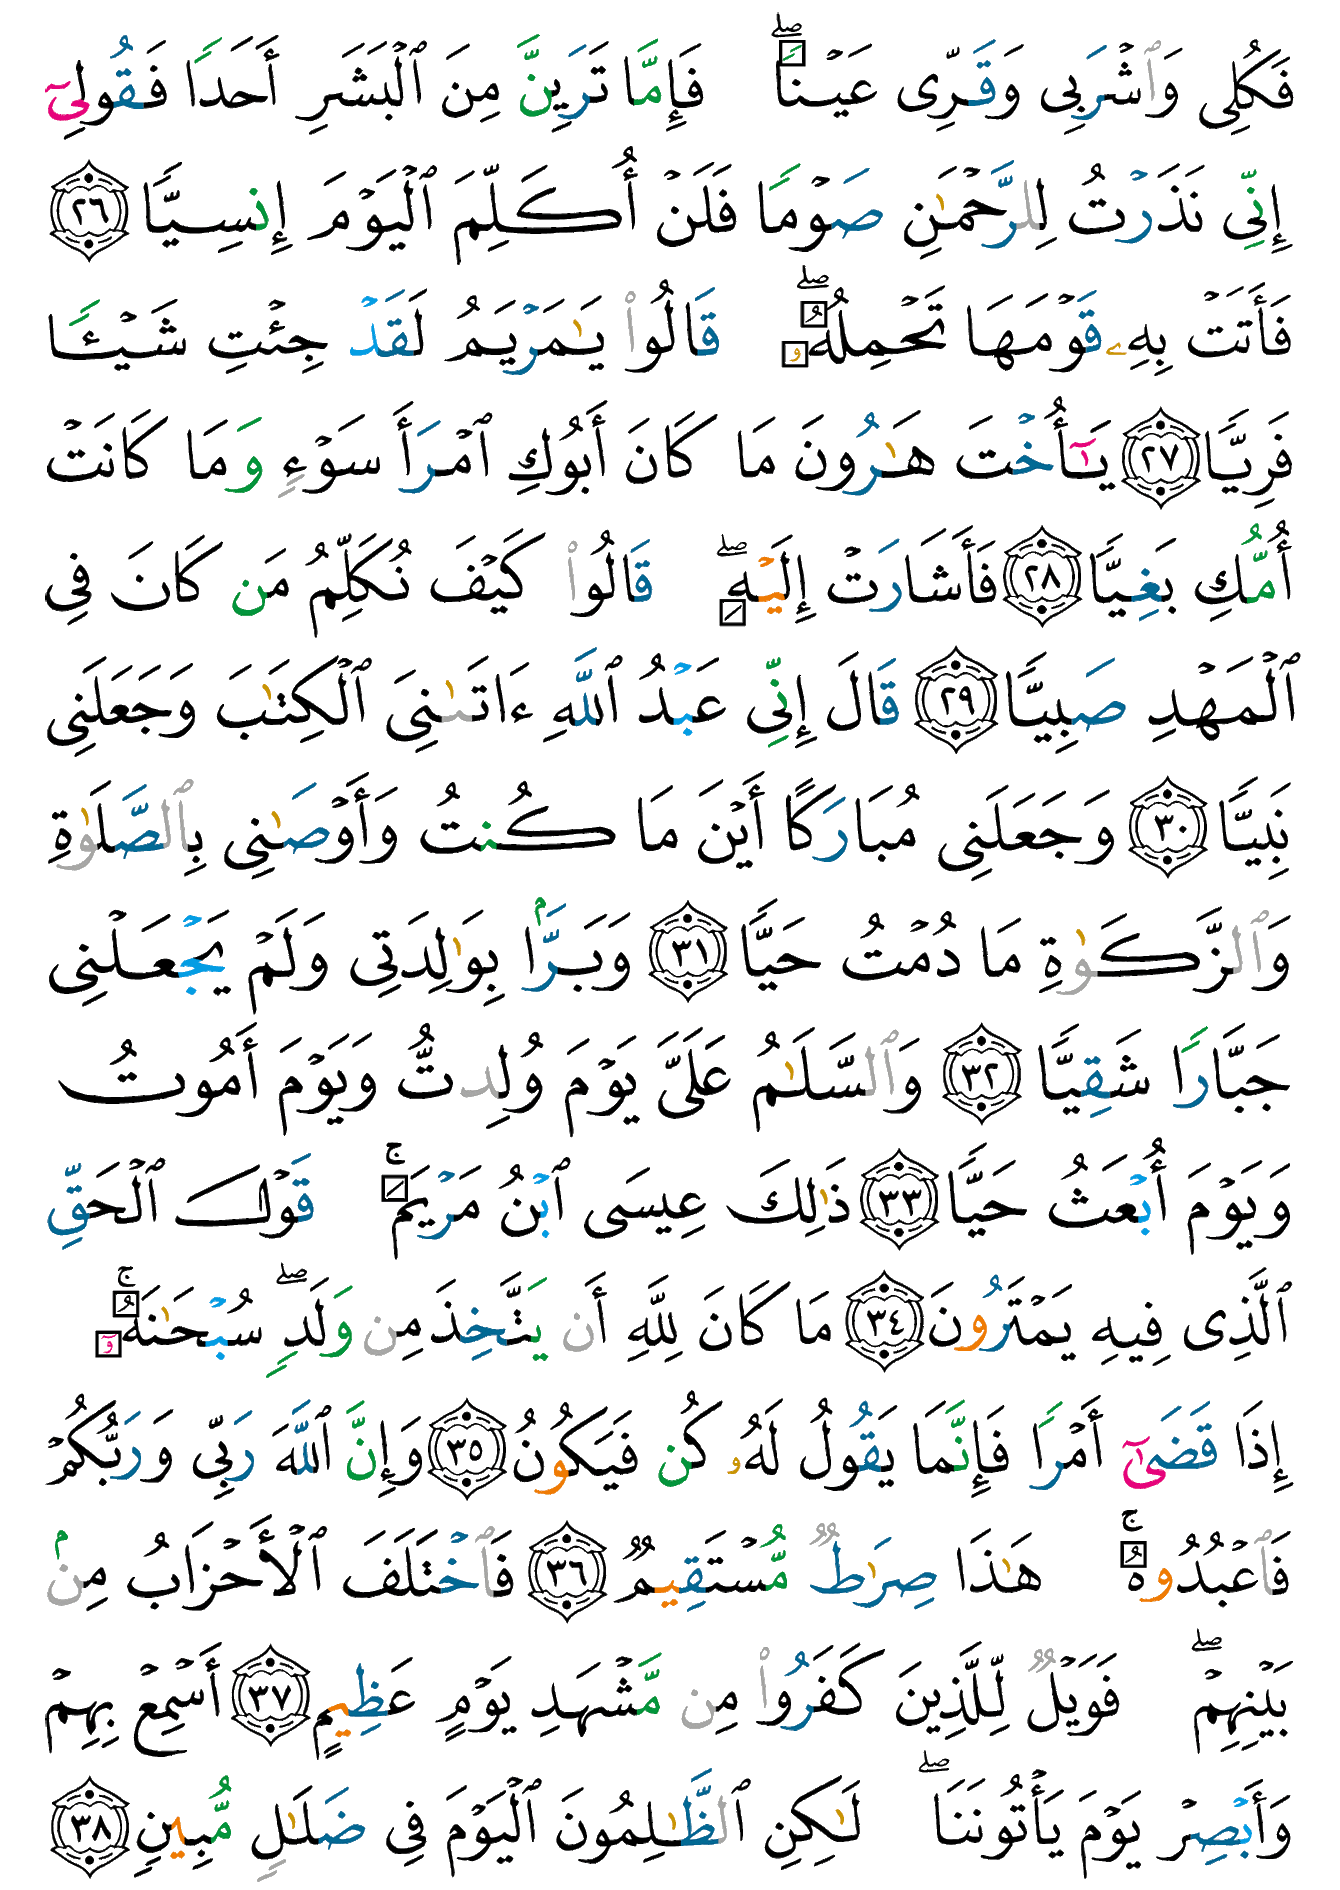 فَكُلِى وَٱشْرَبِى وَقَرِّى عَيْنًا ۖ فَإِمَّا تَرَيِنَّ مِنَ ٱلْبَشَرِ أَحَدًا فَقُولِىٓ
إِنِّى نَذَرْتُ لِلرَّحْمَـٰنِ صَوْمًا فَلَنْ أُكَلِّمَ ٱلْيَوْمَ إِنسِيًّا ٢٦
فَأَتَتْ بِهِۦ قَوْمَهَا تَحْمِلُهُۥ ۖ قَالُوا۟ يَـٰمَرْيَمُ لَقَدْ جِئْتِ شَيْـًٔا
فَرِيًّا ٢٧ يَـٰٓأُخْتَ هَـٰرُونَ مَا كَانَ أَبُوكِ ٱمْرَأَ سَوْءٍ وَمَا كَانَتْ
أُمُّكِ بَغِيًّا ٢٨ فَأَشَارَتْ إِلَيْهِ ۖ قَالُوا۟ كَيْفَ نُكَلِّمُ مَن كَانَ فِى
ٱلْمَهْدِ صَبِيًّا ٢٩ قَالَ إِنِّى عَبْدُ ٱللَّهِ ءَاتَىٰنِىَ ٱلْكِتَـٰبَ وَجَعَلَنِى
نَبِيًّا ٣٠ وَجَعَلَنِى مُبَارَكًا أَيْنَ مَا كُنتُ وَأَوْصَـٰنِى بِٱلصَّلَوٰةِ
وَٱلزَّكَوٰةِ مَا دُمْتُ حَيًّا ٣١ وَبَرًّۢا بِوَٰلِدَتِى وَلَمْ يَجْعَلْنِى
جَبَّارًا شَقِيًّا ٣٢ وَٱلسَّلَـٰمُ عَلَىَّ يَوْمَ وُلِدتُّ وَيَوْمَ أَمُوتُ
وَيَوْمَ أُبْعَثُ حَيًّا ٣٣ ذَٰلِكَ عِيسَى ٱبْنُ مَرْيَمَ ۚ قَوْلَ ٱلْحَقِّ
ٱلَّذِى فِيهِ يَمْتَرُونَ ٣٤ مَا كَانَ لِلَّهِ أَن يَتَّخِذَ مِن وَلَدٍ ۖ سُبْحَـٰنَهُۥٓ ۚ
إِذَا قَضَىٰٓ أَمْرًا فَإِنَّمَا يَقُولُ لَهُۥ كُن فَيَكُونُ ٣٥ وَإِنَّ ٱللَّهَ رَبِّى وَرَبُّكُمْ
فَٱعْبُدُوهُ ۚ هَـٰذَا صِرَٰطٌ مُّسْتَقِيمٌ ٣٦ فَٱخْتَلَفَ ٱلْأَحْزَابُ مِنۢ
بَيْنِهِمْ ۖ فَوَيْلٌ لِّلَّذِينَ كَفَرُوا۟ مِن مَّشْهَدِ يَوْمٍ عَظِيمٍ ٣٧ أَسْمِعْ بِهِمْ
وَأَبْصِرْ يَوْمَ يَأْتُونَنَا ۖ لَـٰكِنِ ٱلظَّـٰلِمُونَ ٱلْيَوْمَ فِى ضَلَـٰلٍ مُّبِينٍ ٣٨